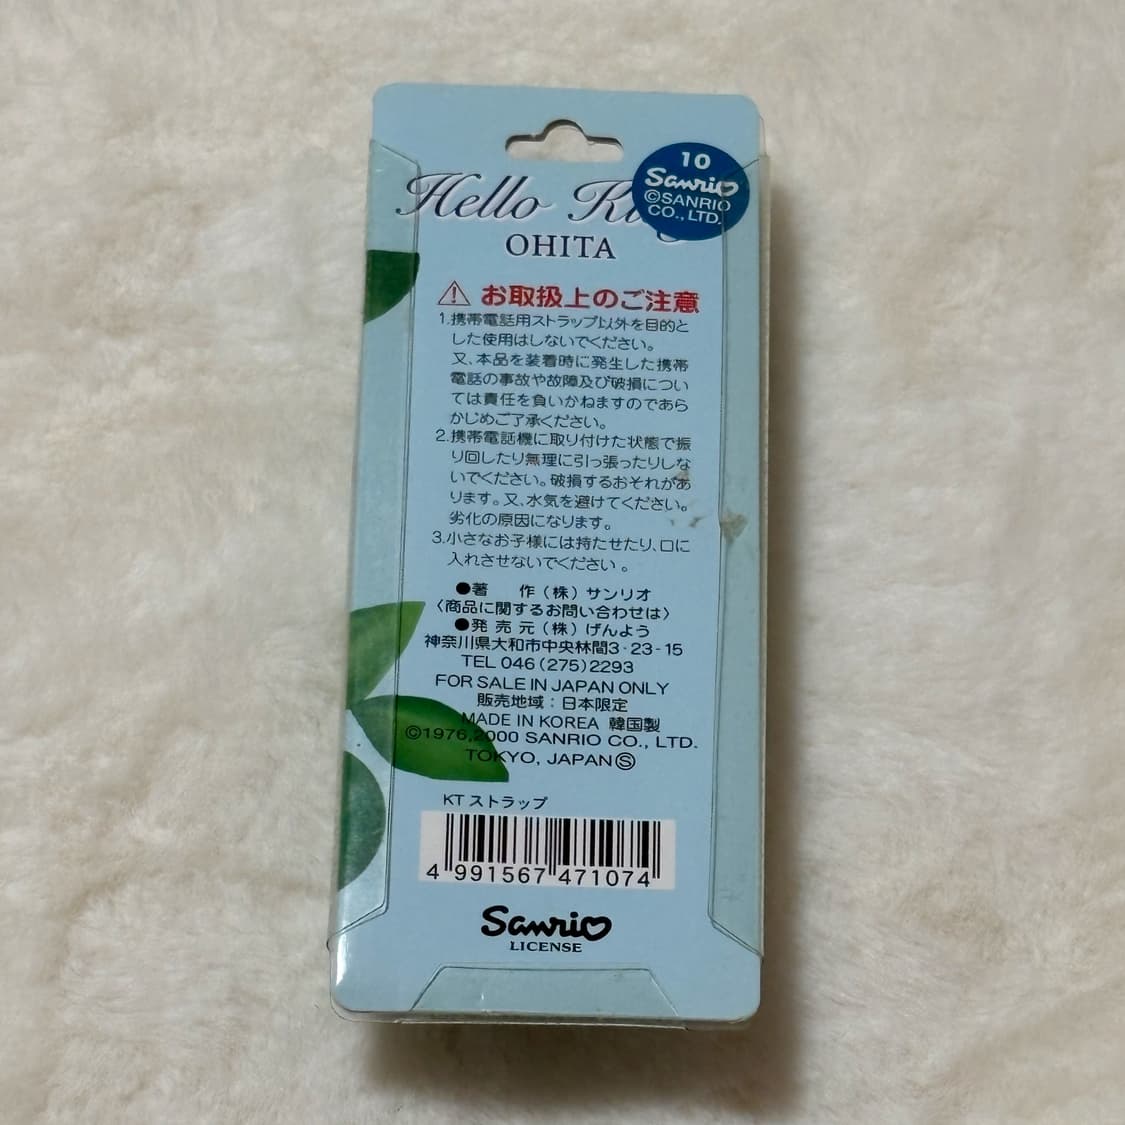 10
Sanrio
©SANRIO
CO., LTD.
Hello Ki
OHITA
お取扱上のご注意
1.携帯電話用ストラップ以外を目的と
した使用はしないでください。
又、本品を装着時に発生した携帯
電話の事故や故障及び破損につい
ては責任を負いかねますのであら
かじめご了承ください。
2.携帯電話機に取り付けた状態で振
り回したり無理に引っ張ったりしな
いでください。破損するおそれがあ
ります。又、水気を避けてください。
劣化の原因になります。
3.小さなお子様には持たせたり、口に
入れさせないでください。
●著 作(株)サンリオ
〈商品に関するお問い合わせは〉
●発売元(株)げんよう
神奈川県大和市中央林間3-23-15
TEL 046(275)2293
FOR SALE IN JAPAN ONLY
販売地域:日本限定
MADE IN KOREA 韓国製
©1976,2000 SANRIO CO., LTD.
TOKYO, JAPANⓈ
KTストラップ
4 991567 471074
Sanrio
LICENSE